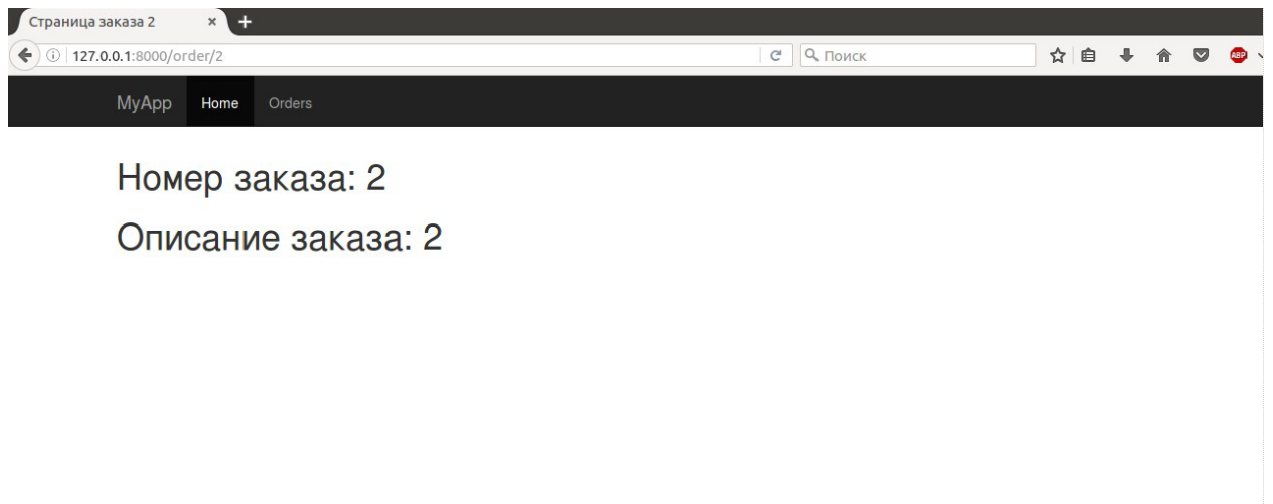 Страница заказа 2
127.0.0.1:8000/order/2
Поиск
ABP
MyApp Home Orders
Номер заказа: 2
Описание заказа: 2